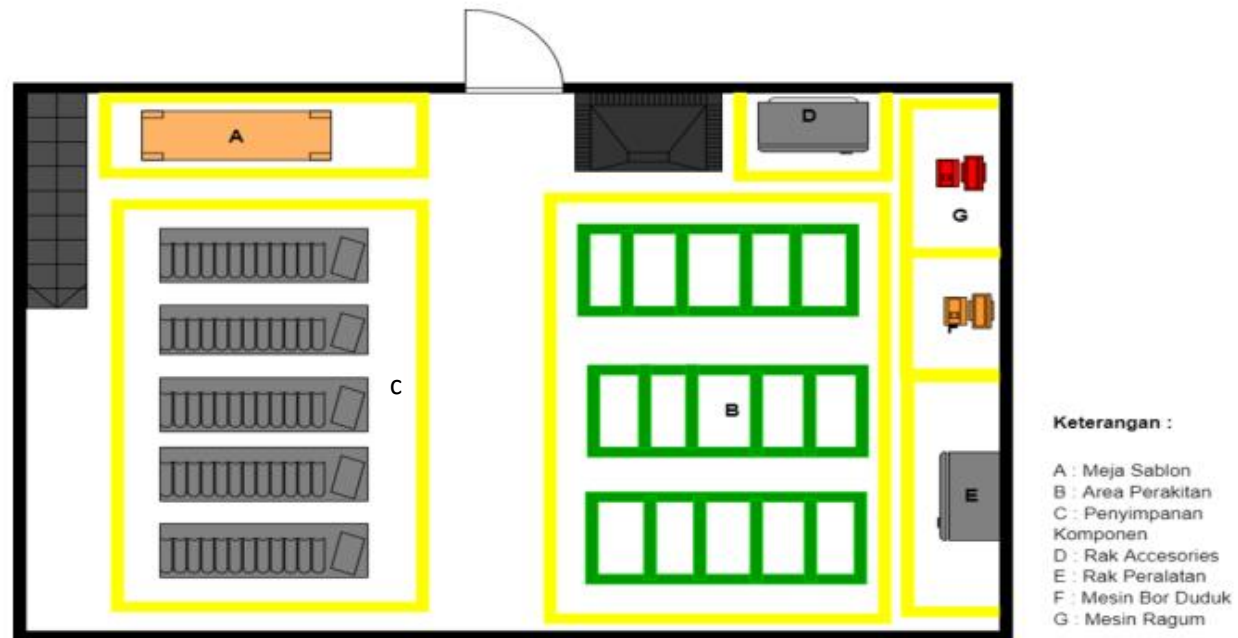 A
D
G
F
C
B
E
Keterangan :
A : Meja Sablon
B : Area Perakitan
C : Penyimpanan
Komponen
D : Rak Accesories
E : Rak Peralatan
F : Mesin Bor Duduk
G : Mesin Ragum